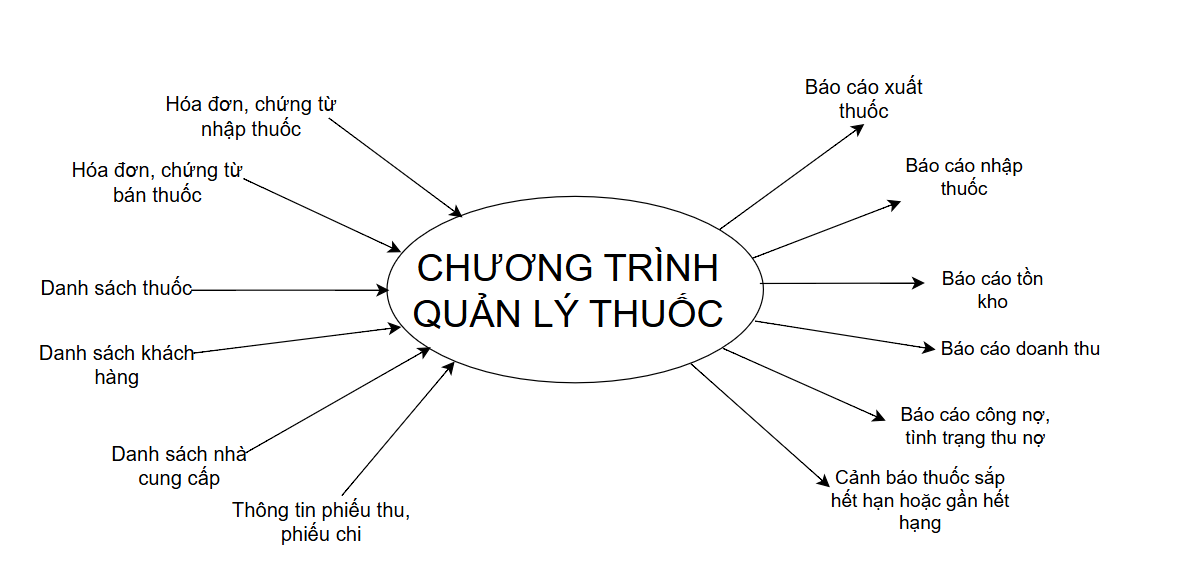 Hóa đơn, chứng từ
nhập thuốc
Hóa đơn, chứng từ
bán thuốc
Danh sách thuốc
Danh sách khách
hàng
Danh sách nhà
cung cấp
Thông tin phiếu thu,
phiếu chi
CHƯƠNG TRÌNH
QUẢN LÝ THUỐC
Báo cáo xuất
thuốc
Báo cáo nhập
thuốc
Báo cáo tồn
kho
Báo cáo doanh thu
Báo cáo công nợ,
tình trạng thu nợ
Cảnh báo thuốc sắp
hết hạn hoặc gần hết
hạng